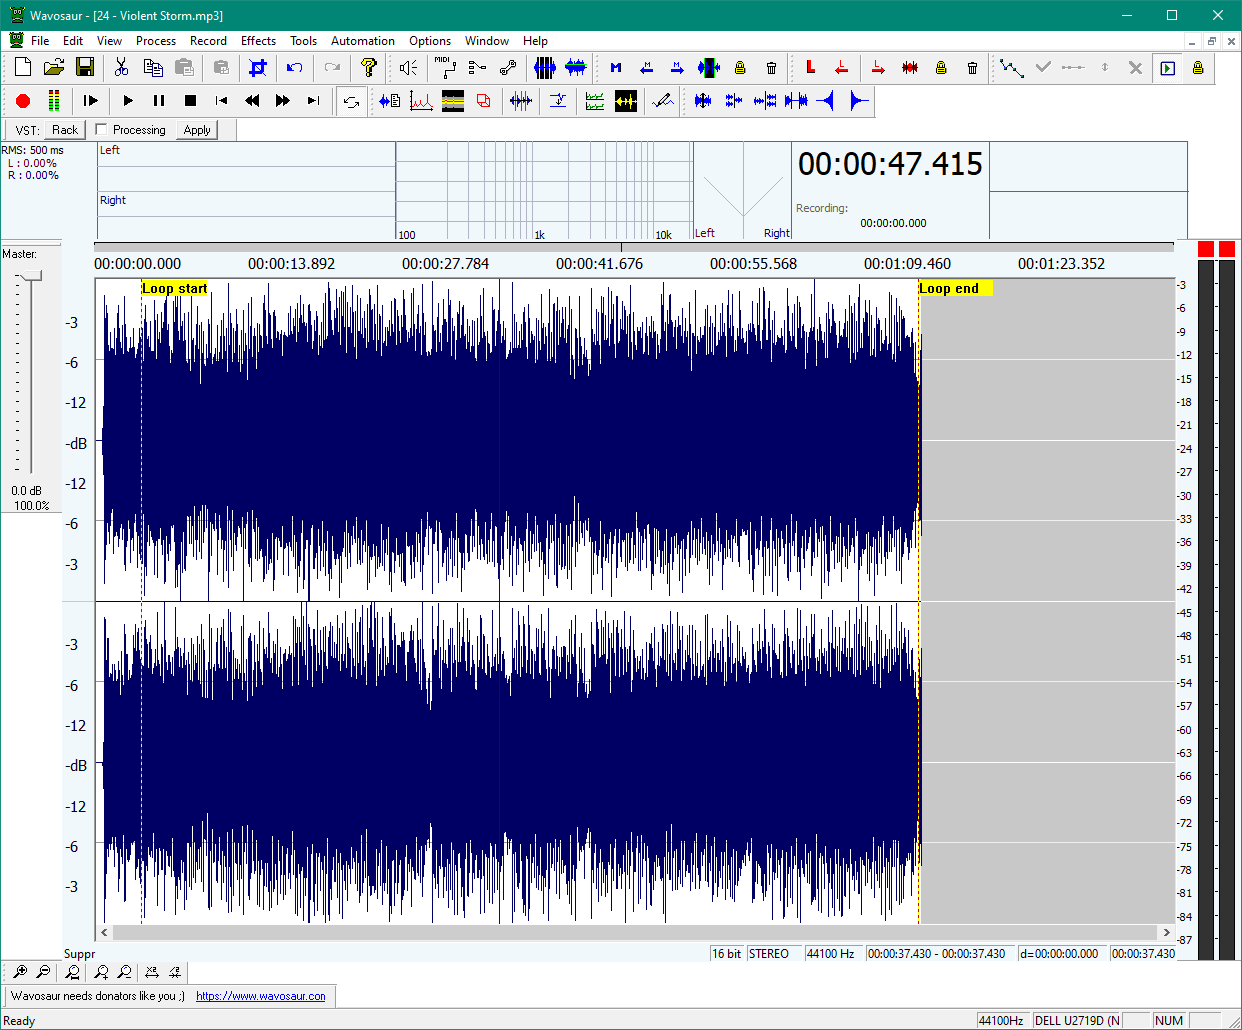 Wavosaur - [24 - Violent Storm.mp3]
File Edit View Process Record Effects Tools Automation Options Window Help
MIDI
VST: Rack Processing Apply
RMS: 500 ms
L : 0.00%
R : 0.00%
Left
Right
100 1k 10k
Left Right
00:00:47.415
Recording:
00:00:00.000
Master:
0.0 dB
100.0%
00:00:00.000 00:00:13.892 00:00:27.784 00:00:41.676 00:00:55.568 00:01:09.460 00:01:23.352
Loop start Loop end
-3
-6
-12
-dB
-12
-6
-3
-3
-6
-12
-dB
-12
-6
-3
-3
-6
-9
-12
-15
-18
-21
-24
-27
-30
-33
-36
-39
-42
-45
-48
-51
-54
-57
-60
-63
-66
-69
-72
-75
-78
-81
-84
-87
Suppr 16 bit STEREO 44100 Hz 00:00:37.430 - 00:00:37.430 d=00:00:00.000 00:00:37.430
Wavosaur needs donators like you ;) https://www.wavosaur.con
Ready 44100Hz DELL U2719D (N NUM